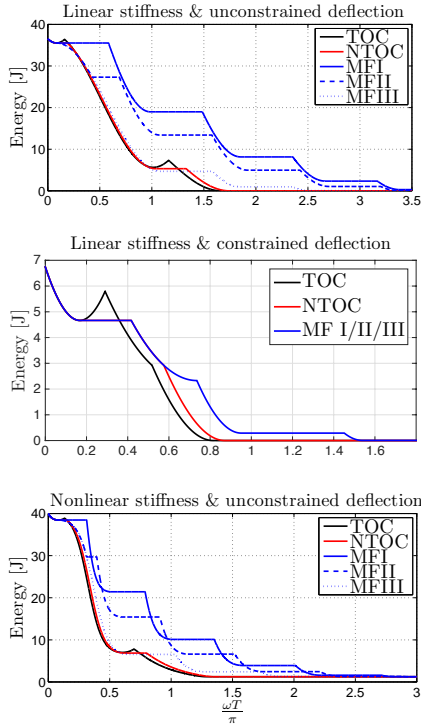 Linear stiffness & unconstrained deflection
Energy [J]
40
30
20
10
0
0
0.5
1
1.5
2
2.5
3
3.5
TOC
NTOC
MFI
MFII
MFIII
Linear stiffness & constrained deflection
Energy [J]
7
6
5
4
3
2
1
0
0
0.2
0.4
0.6
0.8
1
1.2
1.4
1.6
TOC
NTOC
MF I/II/III
Nonlinear stiffness & unconstrained deflection
Energy [J]
40
30
20
10
0
0
0.5
1
1.5
2
2.5
3
TOC
NTOC
MFI
MFII
MFIII
ωT
π